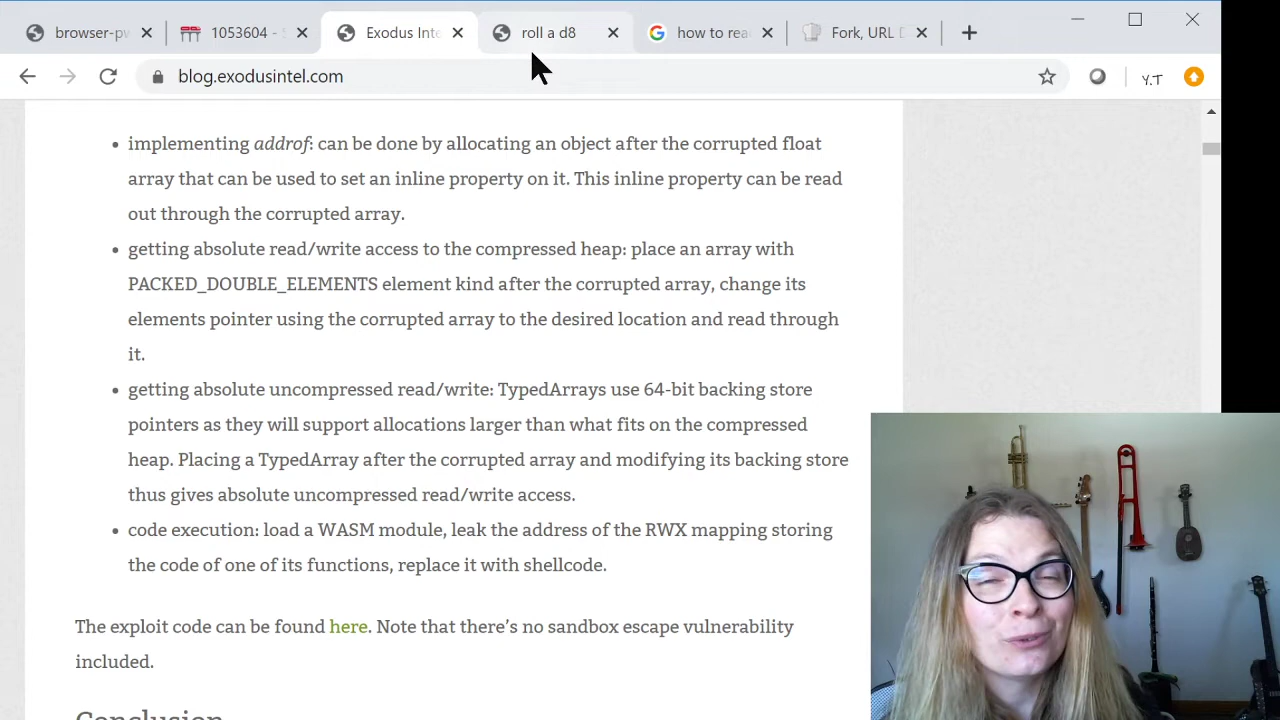 browser-pw
1053604 - S
Exodus Inte
roll a d8
how to rea
Fork, URL D
blog.exodusintel.com
Y.T
• implementing addrof: can be done by allocating an object after the corrupted float
array that can be used to set an inline property on it. This inline property can be read
out through the corrupted array.
• getting absolute read/write access to the compressed heap: place an array with
PACKED_DOUBLE_ELEMENTS element kind after the corrupted array, change its
elements pointer using the corrupted array to the desired location and read through
it.
• getting absolute uncompressed read/write: TypedArrays use 64-bit backing store
pointers as they will support allocations larger than what fits on the compressed
heap. Placing a TypedArray after the corrupted array and modifying its backing store
thus gives absolute uncompressed read/write access.
• code execution: load a WASM module, leak the address of the RWX mapping storing
the code of one of its functions, replace it with shellcode.
The exploit code can be found here. Note that there's no sandbox escape vulnerability
included.
Conclusion